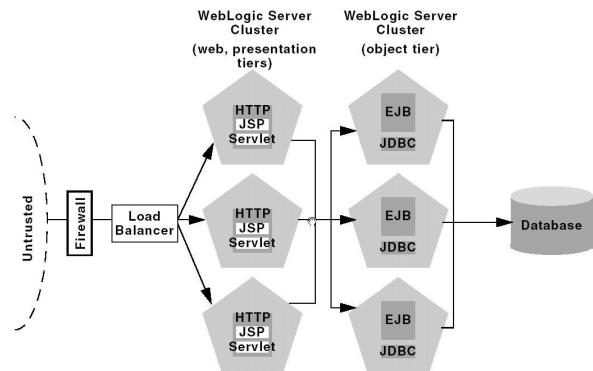 WebLogic Server
Cluster
(web, presentation
tiers)
WebLogic Server
Cluster
(object tier)
Untrusted
Firewall
Load
Balancer
HTTP
JSP
Servlet
HTTP
JSP
Servlet
HTTP
JSP
Servlet
EJB
JDBC
EJB
JDBC
EJB
JDBC
Database